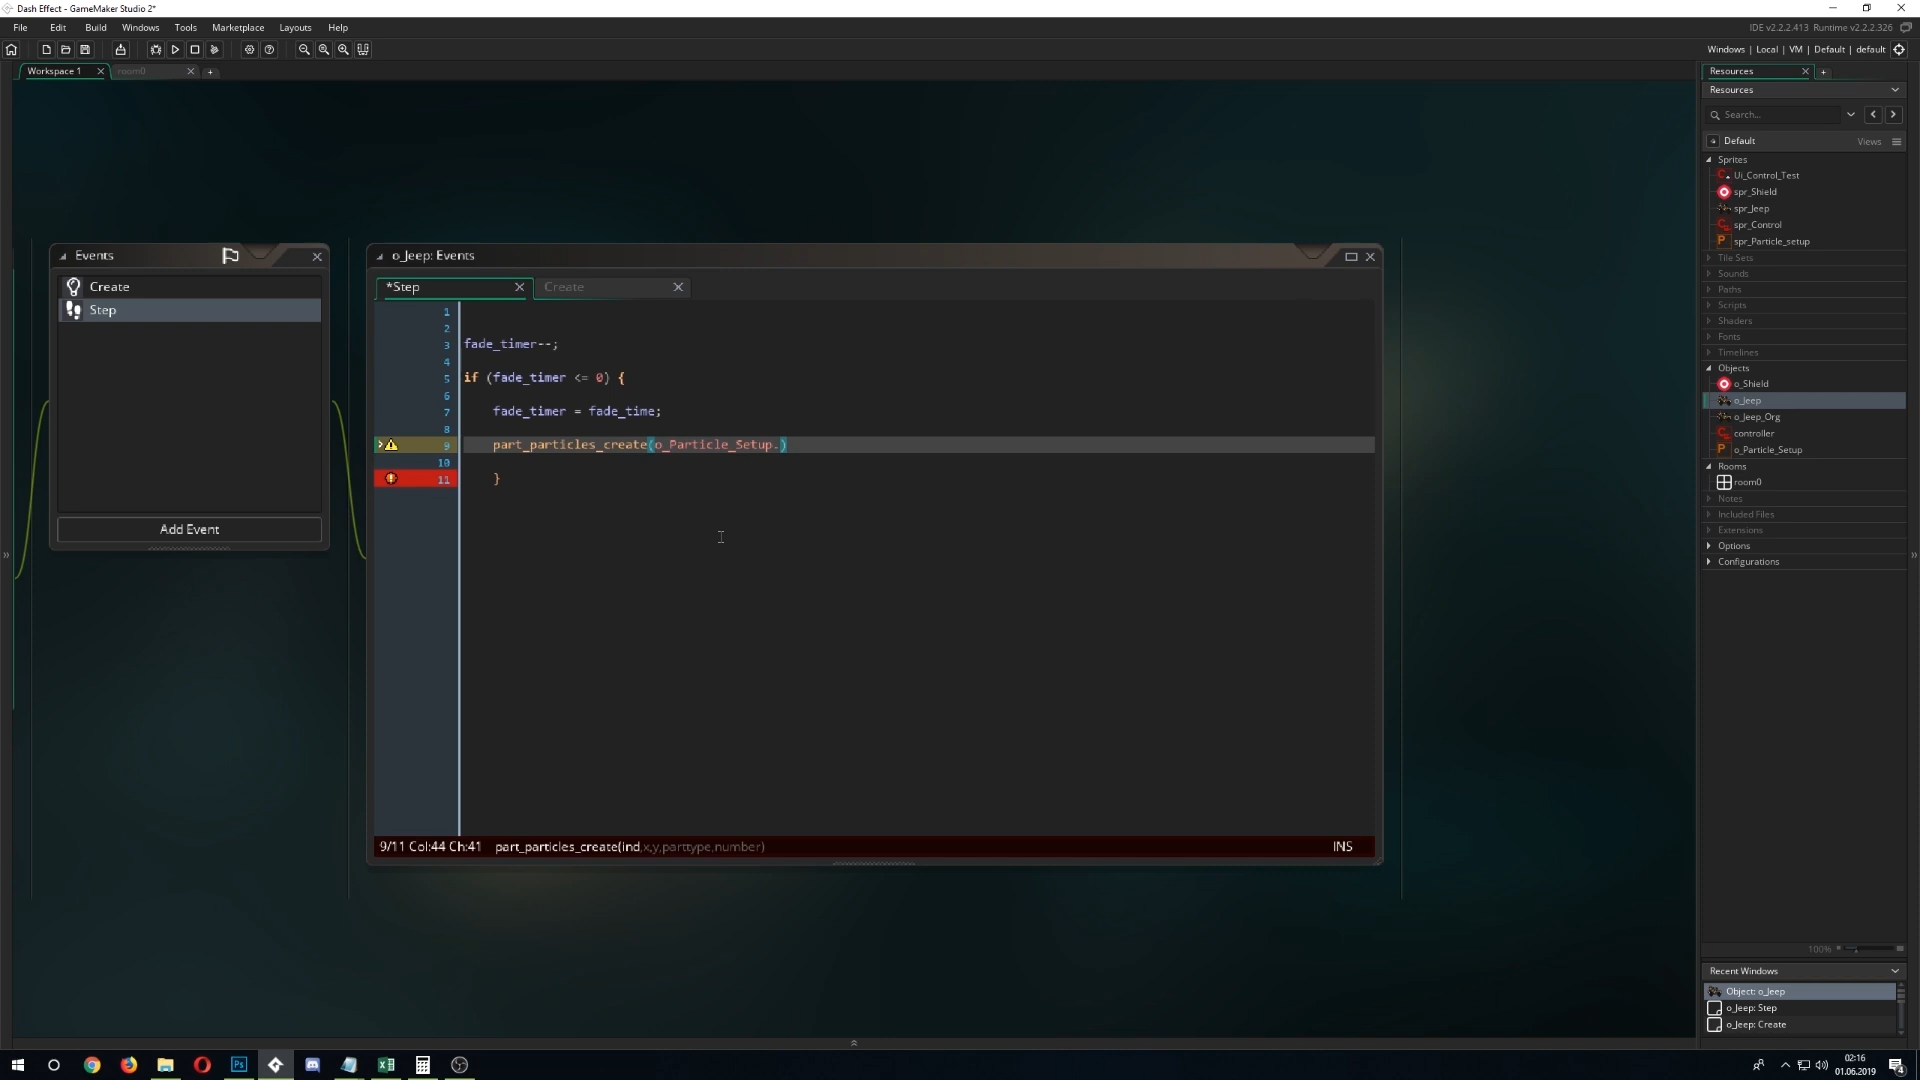 Dash Effect - GameMaker Studio 2*
File Edit Build Windows Tools Marketplace Layouts Help
IDE v2.2.2.413 Runtime v2.2.2.326
Windows | Local | VM | Default | default
Workspace 1
room0
Resources
Resources
Search...
Default
Views
Sprites
Ui_Control_Test
spr_Shield
spr_Jeep
spr_Control
spr_Particle_setup
Tile Sets
Sounds
Paths
Scripts
Shaders
Fonts
Timelines
Objects
o_Shield
o_Jeep
o_Jeep_Org
controller
o_Particle_Setup
Rooms
room0
Notes
Included Files
Extensions
Options
Configurations
100%
Recent Windows
Object: o_Jeep
o_Jeep: Step
o_Jeep: Create
Events
Create
Step
Add Event
o_Jeep: Events
*Step
Create
1
2
3 fade_timer--;
4
5 if (fade_timer <= 0) {
6
7 fade_timer = fade_time;
8
9 part_particles_create(o_Particle_Setup.)
10
11 }
9/11 Col:44 Ch:41 part_particles_create(ind,x,y,parttype,number)
INS
02:16
01.06.2019
4